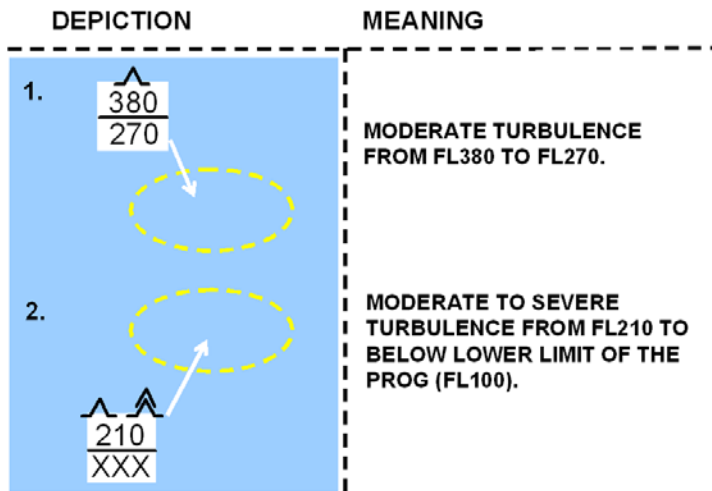 DEPICTION
MEANING
1.
380
270
MODERATE TURBULENCE
FROM FL380 TO FL270.
2.
210
XXX
MODERATE TO SEVERE
TURBULENCE FROM FL210 TO
BELOW LOWER LIMIT OF THE
PROG (FL100).